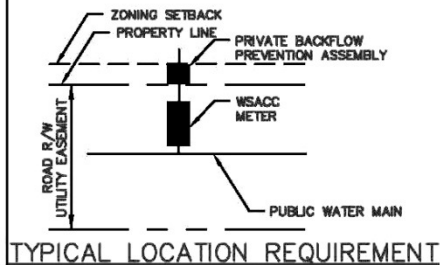 ZONING SETBACK
PROPERTY LINE
PRIVATE BACKFLOW
PREVENTION ASSEMBLY
WSACC
METER
ROAD R/W
UTILITY EASEMENT
PUBLIC WATER MAIN
TYPICAL LOCATION REQUIREMENT